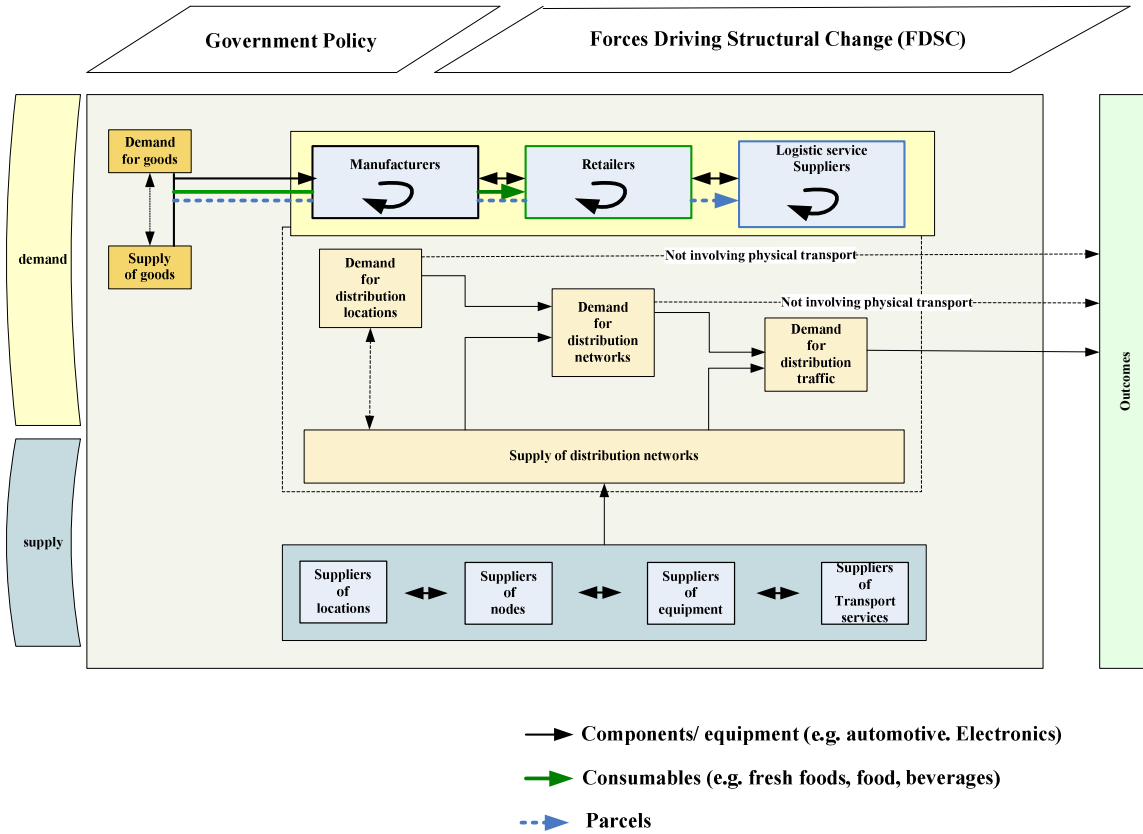 Government Policy
Forces Driving Structural Change (FDSC)
demand
Demand
for goods
Supply
of goods
Manufacturers
Retailers
Logistic service
Suppliers
Not involving physical transport
Demand
for
distribution
locations
Not involving physical transport
Demand
for
distribution
networks
Demand
for
distribution
traffic
Outcomes
Supply of distribution networks
supply
Suppliers
of
locations
Suppliers
of
nodes
Suppliers
of
equipment
Suppliers
of
Transport
services
Components/ equipment (e.g. automotive. Electronics)
Consumables (e.g. fresh foods, food, beverages)
Parcels